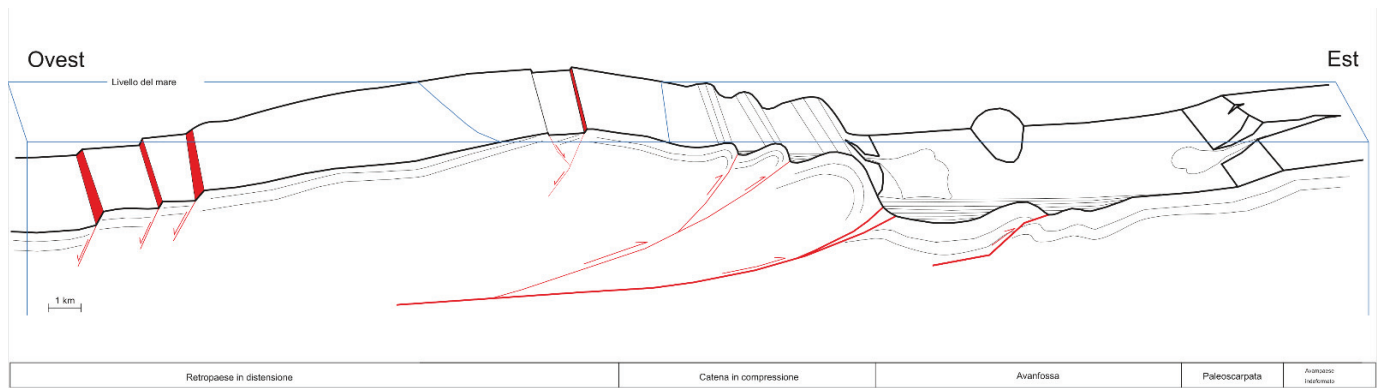 Ovest
Est
Livello del mare
1 km
Retropaese in distensione
Catena in compressione
Avanfossa
Paleoscarpata
Avampaese
Indeformato